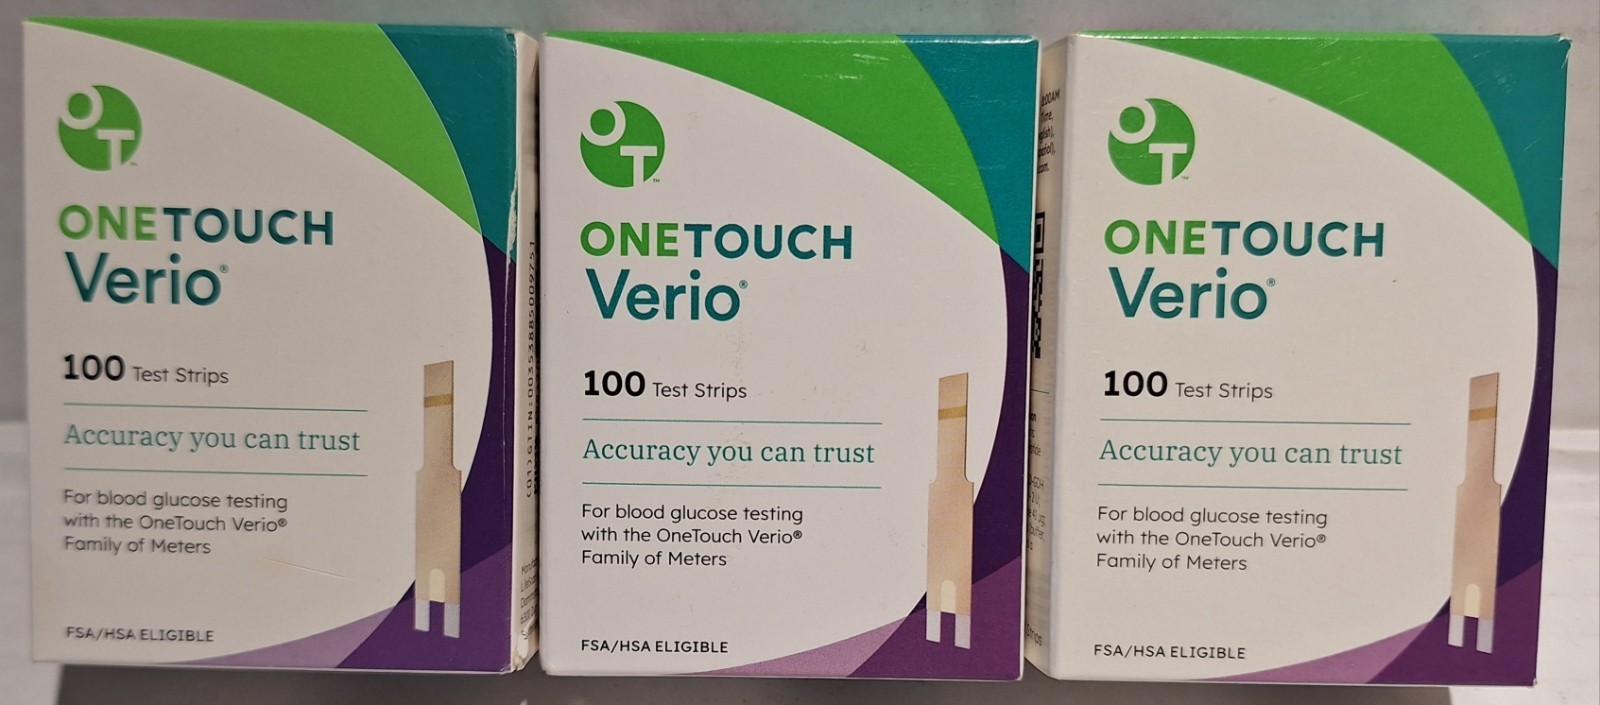 OT™
ONETOUCH
Verio®
100 Test Strips
Accuracy you can trust
For blood glucose testing
with the OneTouch Verio®
Family of Meters
FSA/HSA ELIGIBLE
OT™
ONETOUCH
Verio®
100 Test Strips
Accuracy you can trust
For blood glucose testing
with the OneTouch Verio®
Family of Meters
FSA/HSA ELIGIBLE
OT™
ONETOUCH
Verio®
100 Test Strips
Accuracy you can trust
For blood glucose testing
with the OneTouch Verio®
Family of Meters
FSA/HSA ELIGIBLE